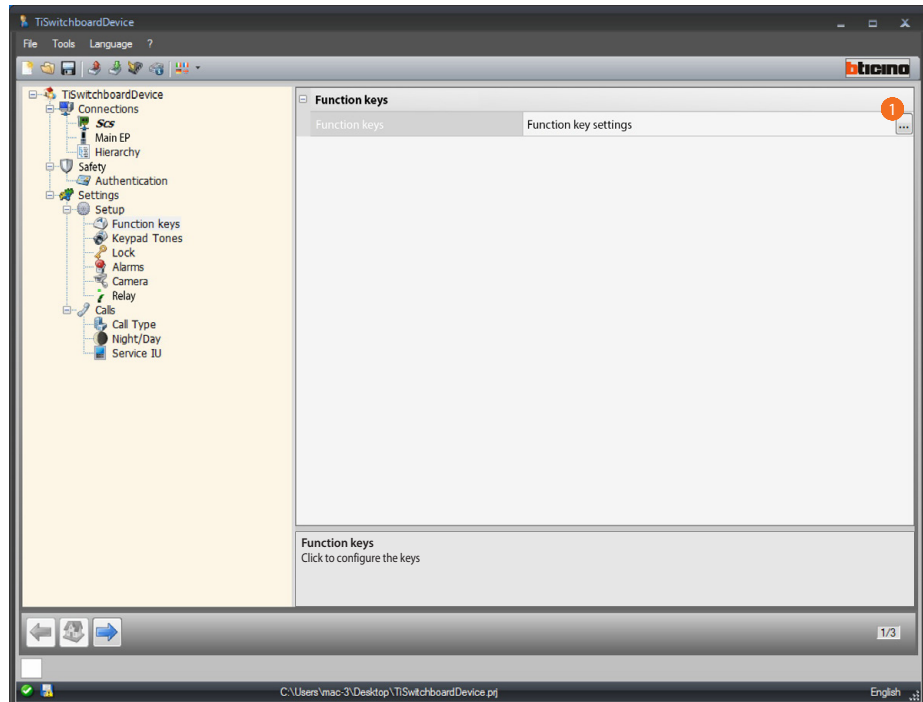 TiSwitchboardDevice
File Tools Language ?
bticino
TiSwitchboardDevice
Connections
Scs
Main EP
Hierarchy
Safety
Authentication
Settings
Setup
Function keys
Keypad Tones
Lock
Alarms
Camera
Relay
Calls
Call Type
Night/Day
Service IU
Function keys
1
Function keys Function key settings ...
Function keys
Click to configure the keys
1/3
C:\Users\mac-3\Desktop\TiSwitchboardDevice.prj English